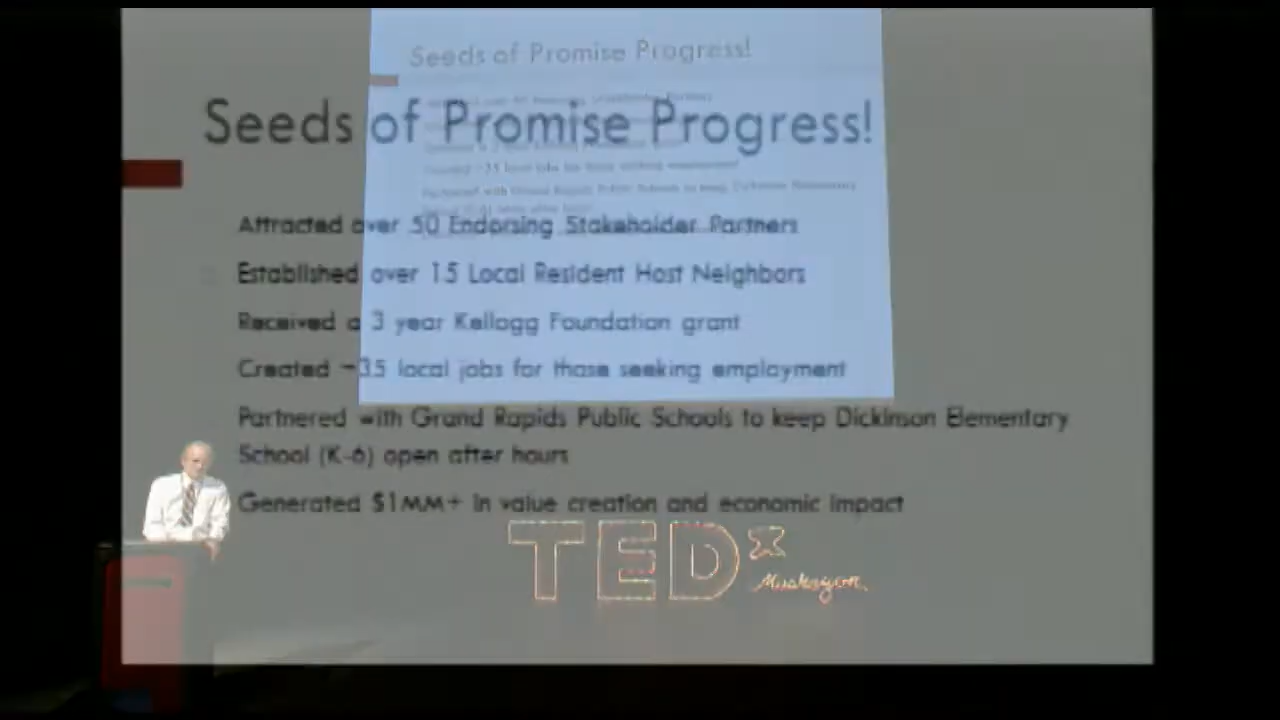 Seeds of Promise Progress!
Seeds of Promise Progress!
Attracted over 50 Endorsing Stakeholder Partners
Established over 15 Local Resident Host Neighbors
Received a 3 year Kellogg Foundation grant
Created ~35 local jobs for those seeking employment
Partnered with Grand Rapids Public Schools to keep Dickinson Elementary
School (K-6) open after hours
Generated $1MM+ in value creation and economic impact
TEDx
Muskegon